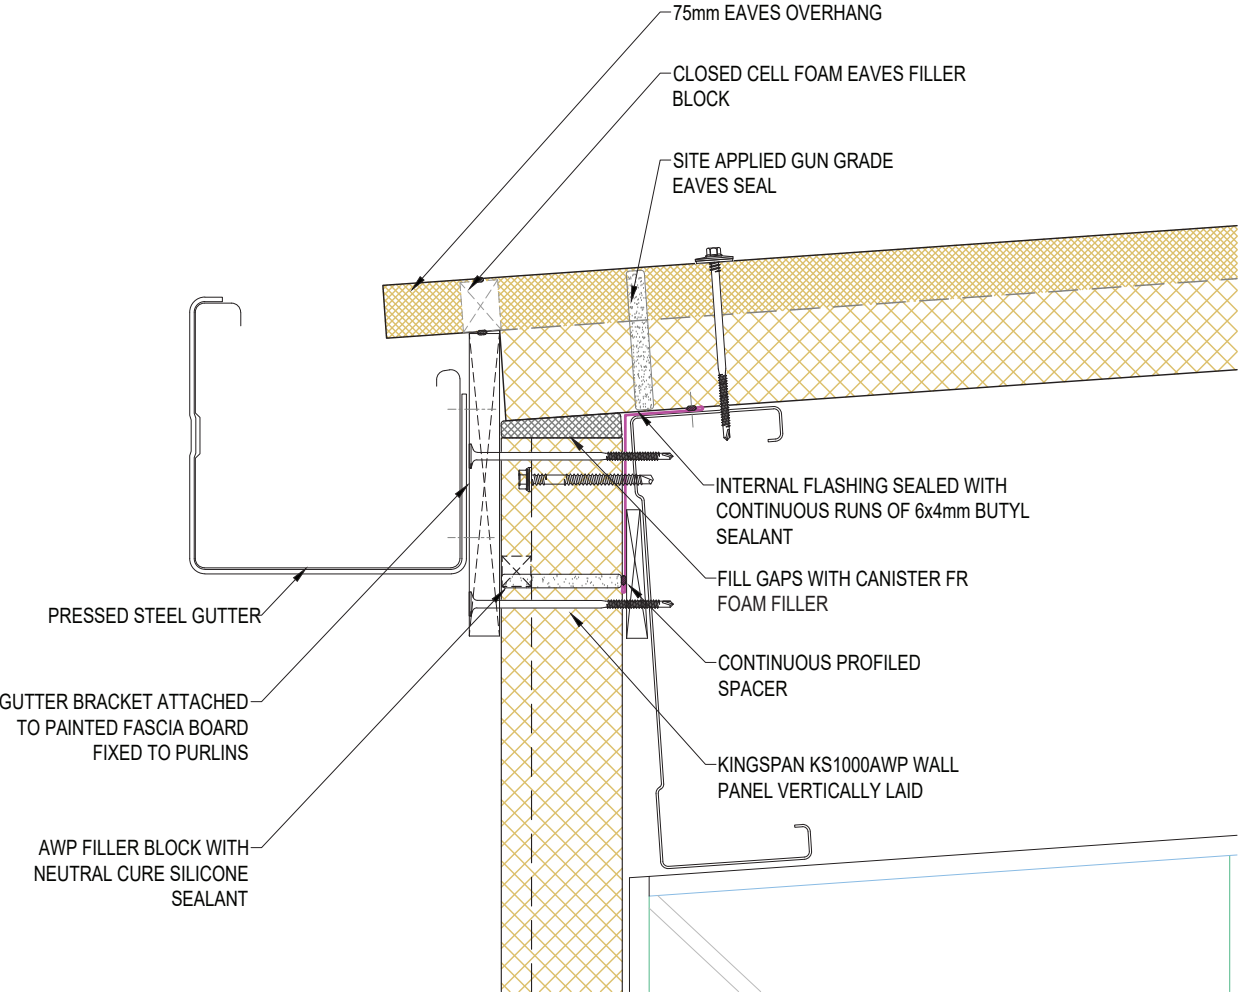 75mm EAVES OVERHANG
CLOSED CELL FOAM EAVES FILLER
BLOCK
SITE APPLIED GUN GRADE
EAVES SEAL
INTERNAL FLASHING SEALED WITH
CONTINUOUS RUNS OF 6x4mm BUTYL
SEALANT
FILL GAPS WITH CANISTER FR
FOAM FILLER
CONTINUOUS PROFILED
SPACER
KINGSPAN KS1000AWP WALL
PANEL VERTICALLY LAID
PRESSED STEEL GUTTER
GUTTER BRACKET ATTACHED
TO PAINTED FASCIA BOARD
FIXED TO PURLINS
AWP FILLER BLOCK WITH
NEUTRAL CURE SILICONE
SEALANT